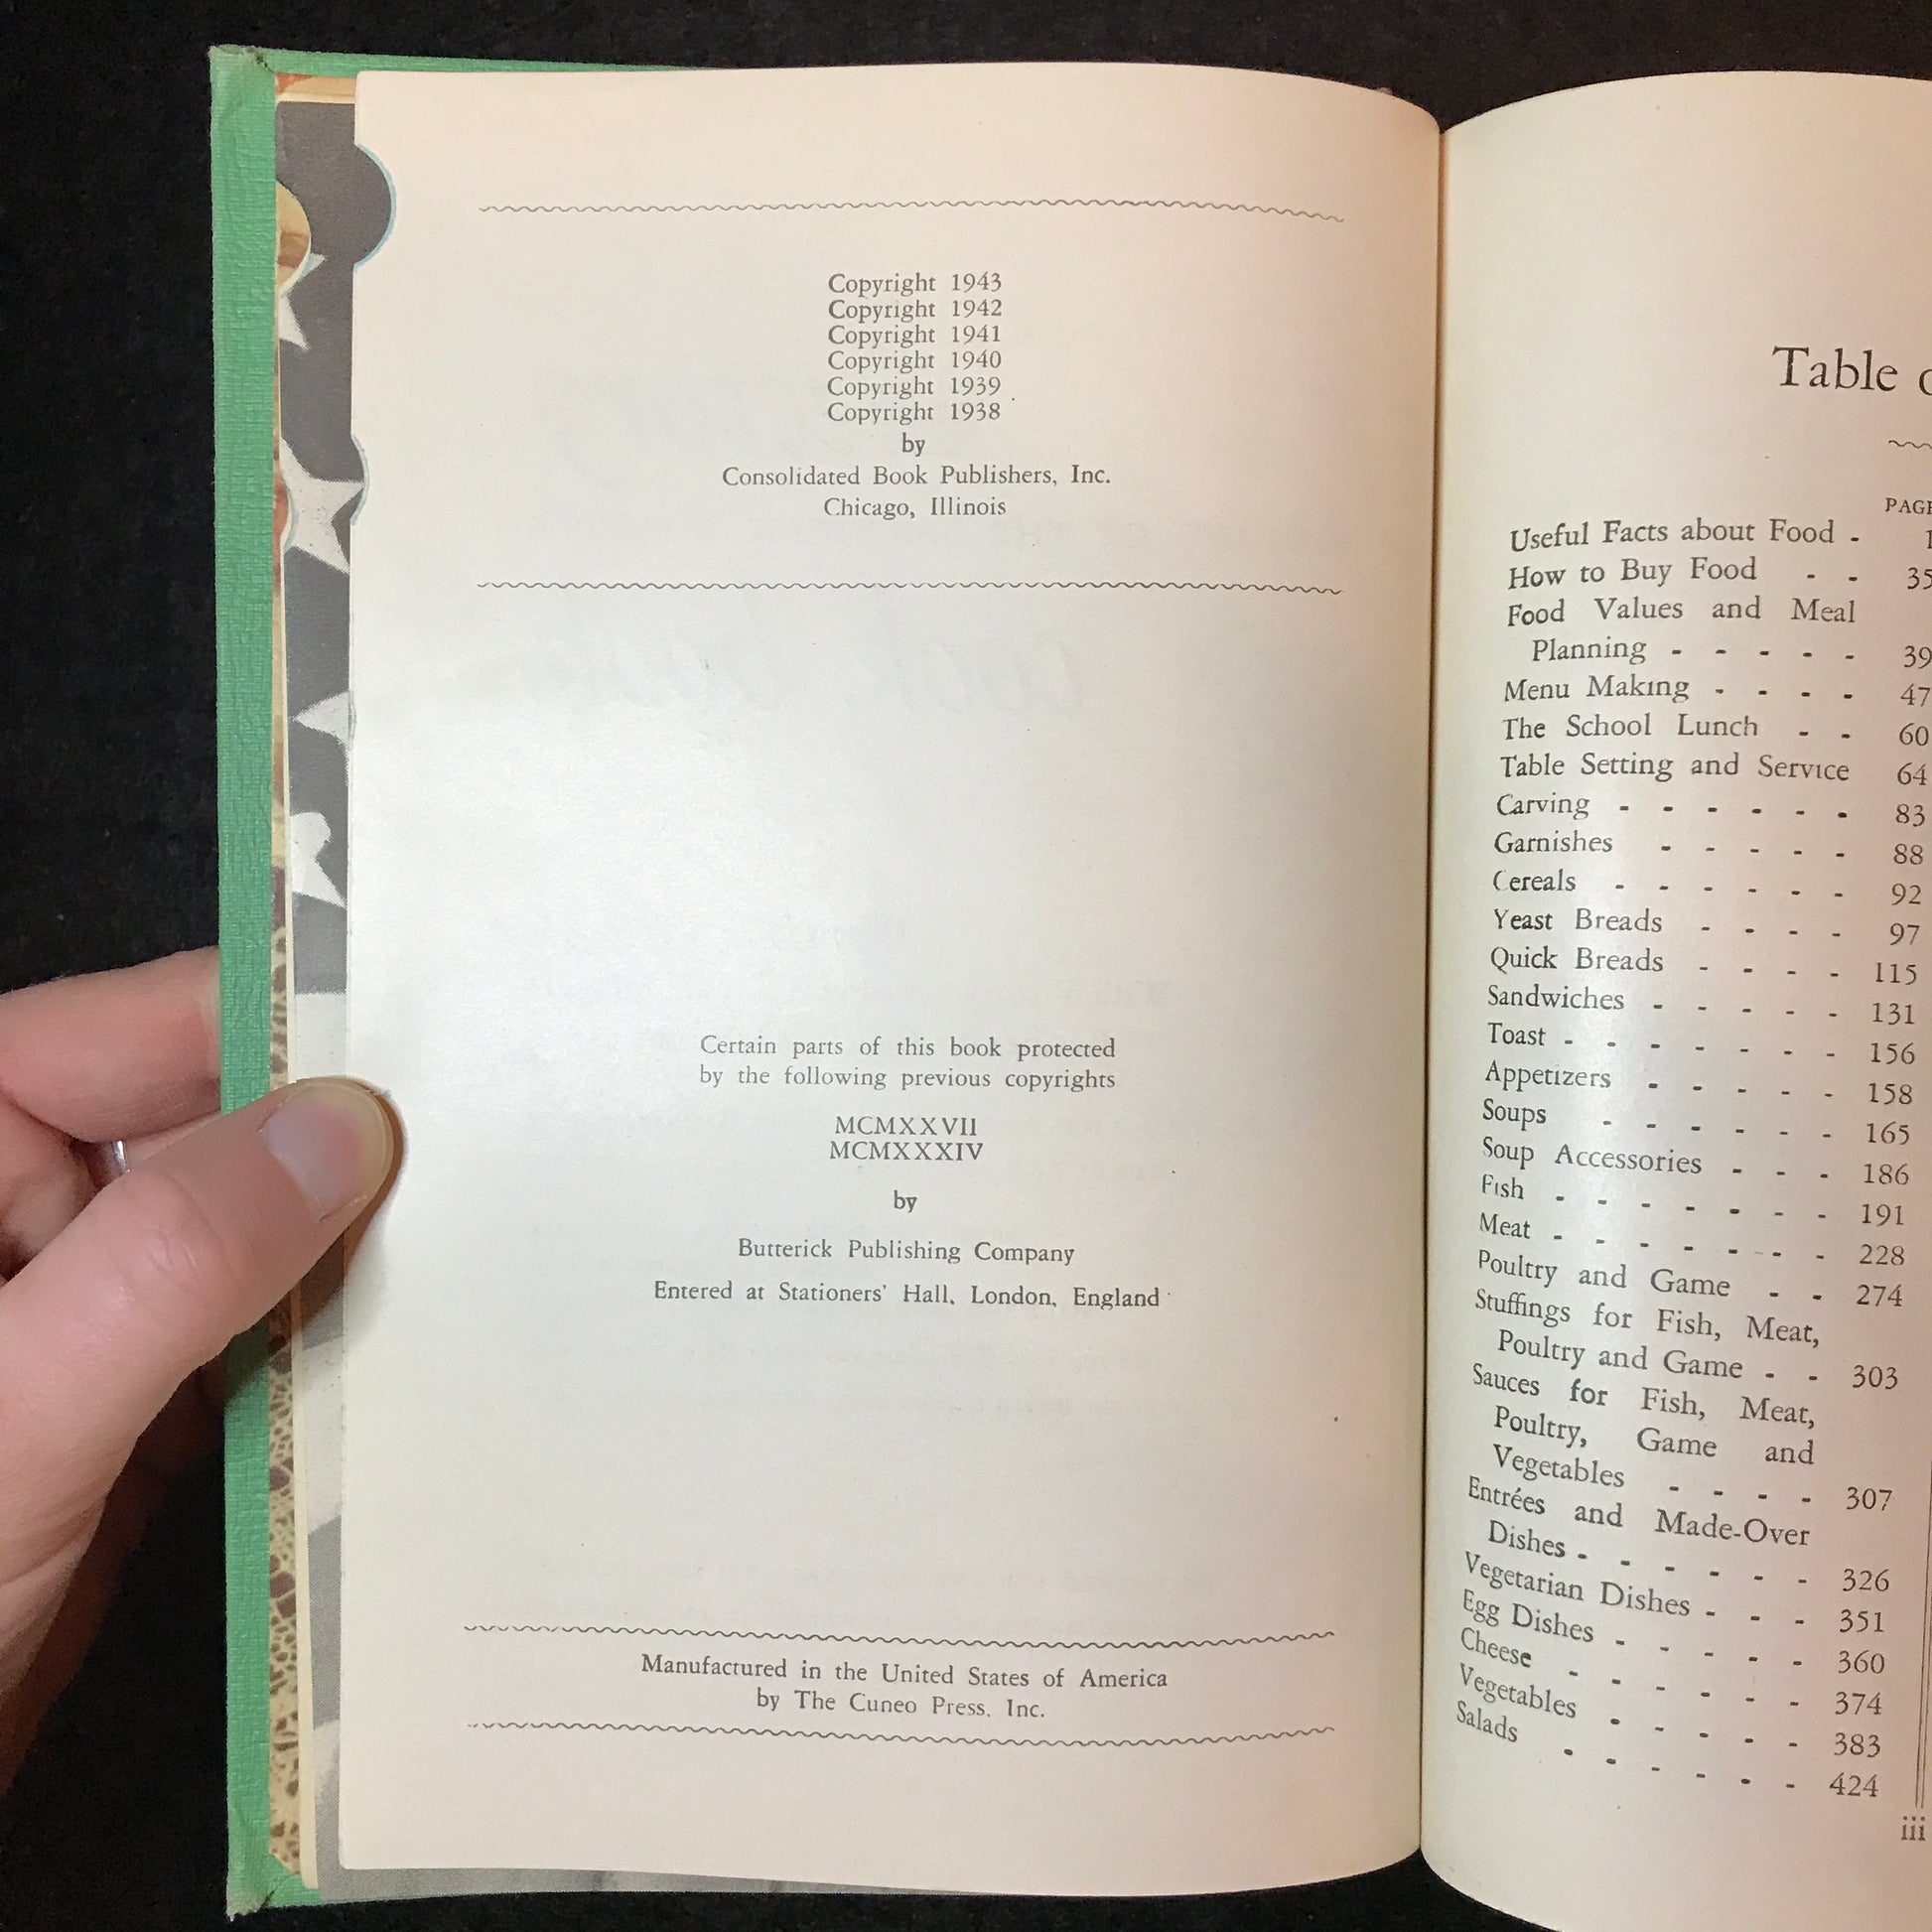 Copyright 1943
Copyright 1942
Copyright 1941
Copyright 1940
Copyright 1939
Copyright 1938
by
Consolidated Book Publishers, Inc.
Chicago, Illinois
Certain parts of this book protected
by the following previous copyrights
MCMXXVII
MCMXXXIV
by
Butterick Publishing Company
Entered at Stationers' Hall, London, England
Manufactured in the United States of America
by The Cuneo Press, Inc.
Table
PAGE
Useful Facts about Food - 1
How to Buy Food - - 35
Food Values and Meal
Planning - - - - - 39
Menu Making - - - - 47
The School Lunch - - 60
Table Setting and Service 64
Carving - - - - - - 83
Garnishes - - - - - 88
Cereals - - - - - - 92
Yeast Breads - - - - 97
Quick Breads - - - - 115
Sandwiches - - - - - 131
Toast - - - - - - - 156
Appetizers - - - - - 158
Soups - - - - - - 165
Soup Accessories - - - 186
Fish - - - - - - - 191
Meat - - - - - - - 228
Poultry and Game - - 274
Stuffings for Fish, Meat,
Poultry and Game - - 303
Sauces for Fish, Meat,
Poultry, Game and
Vegetables - - - - 307
Entrées and Made-Over
Dishes - - - - - - 326
Vegetarian Dishes - - - 351
Egg Dishes - - - - - 360
Cheese - - - - - - 374
Vegetables - - - - - 383
Salads - - - - - - 424
iii